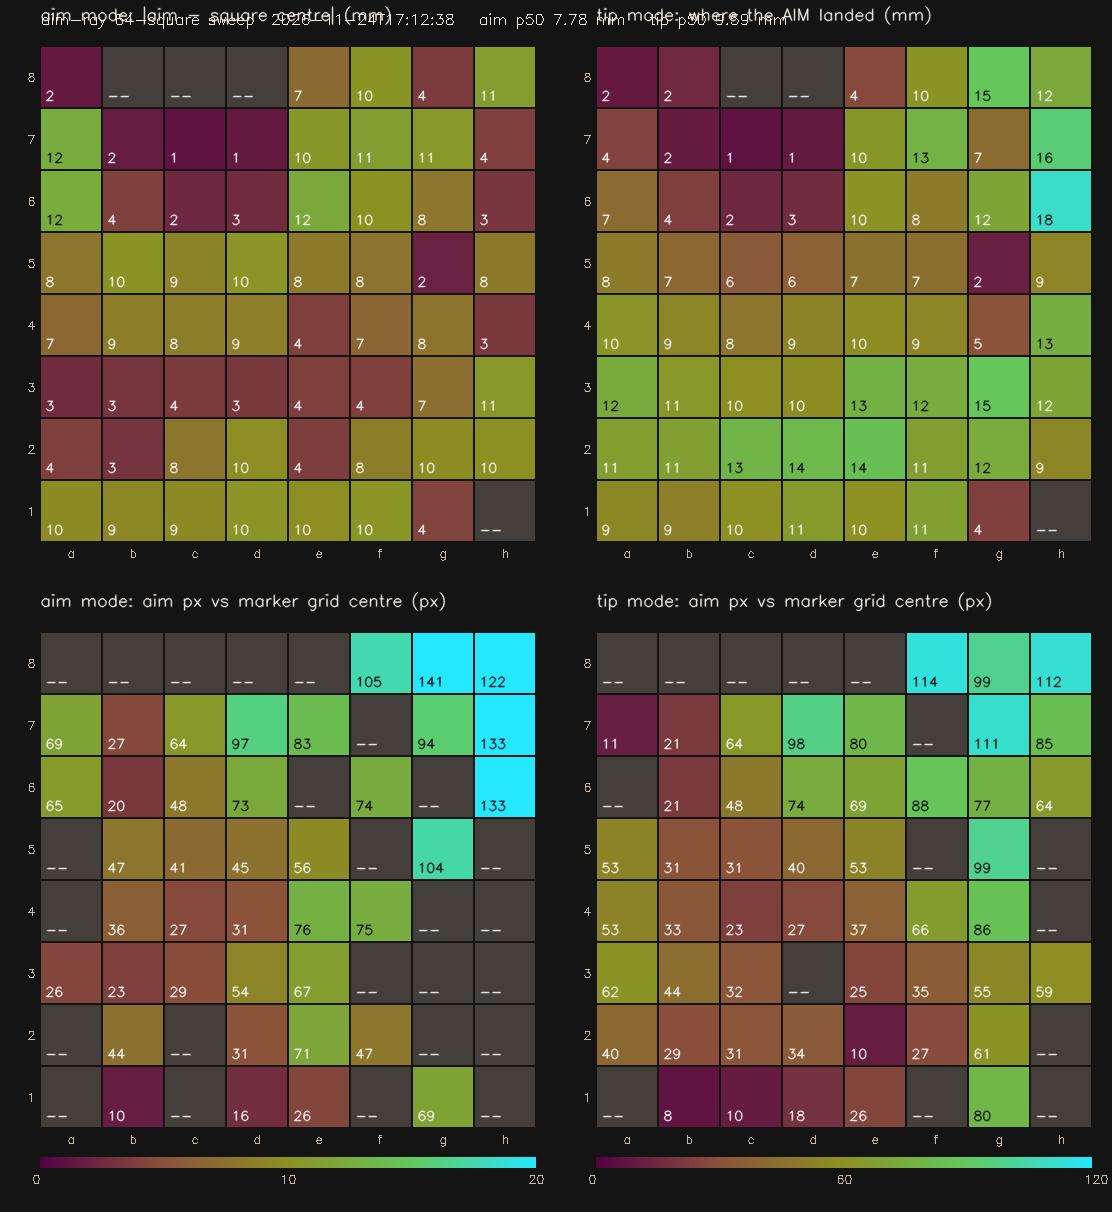 aim mode: |aim - square centre| (mm)
aim-ray 64-square sweep aim p50 7.78 mm tip p50 9.69 mm
tip mode: where the AIM landed (mm)
8 2 -- -- -- 7 10 4 11
7 12 2 1 1 10 11 11 4
6 12 4 2 3 12 10 8 3
5 8 10 9 10 8 8 2 8
4 7 9 8 9 4 7 8 3
3 3 3 4 3 4 4 7 11
2 4 3 8 10 4 8 10 10
1 10 9 9 10 10 10 4 --
a b c d e f g h
8 2 2 -- -- 4 10 15 12
7 4 2 1 1 10 13 7 16
6 7 4 2 3 10 8 12 18
5 8 7 6 6 7 7 2 9
4 10 9 8 9 10 9 5 13
3 12 11 10 10 13 12 15 12
2 11 11 13 14 14 11 12 9
1 9 9 10 11 10 11 4 --
a b c d e f g h
aim mode: aim px vs marker grid centre (px)
8 -- -- -- -- -- 105 141 122
7 69 27 64 97 83 -- 94 133
6 65 20 48 73 -- 74 -- 133
5 -- 47 41 45 56 -- 104 --
4 -- 36 27 31 76 75 -- --
3 26 23 29 54 67 -- -- --
2 -- 44 -- 31 71 47 -- --
1 -- 10 -- 16 26 -- 69 --
a b c d e f g h
0 10 20
tip mode: aim px vs marker grid centre (px)
8 -- -- -- -- -- 114 99 112
7 11 21 64 98 80 -- 111 85
6 -- 21 48 74 69 88 77 64
5 53 31 31 40 53 -- 99 --
4 53 33 23 27 37 66 86 --
3 62 44 32 -- 25 35 55 59
2 40 29 31 34 10 27 61 --
1 -- 8 10 18 26 -- 80 --
a b c d e f g h
0 60 120